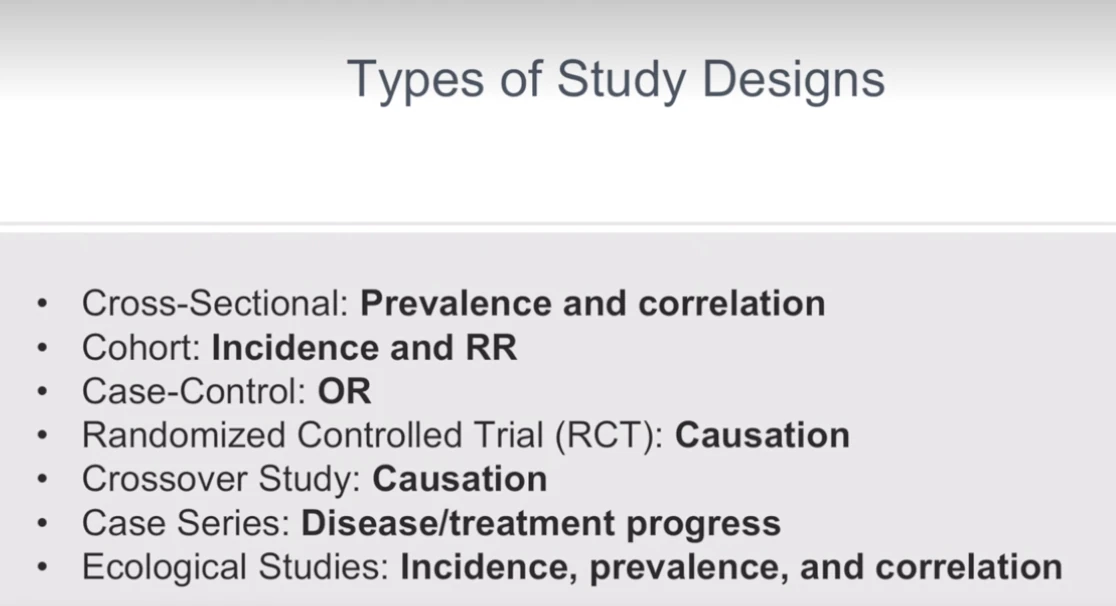 Types of Study Designs
• Cross-Sectional: Prevalence and correlation
• Cohort: Incidence and RR
• Case-Control: OR
• Randomized Controlled Trial (RCT): Causation
• Crossover Study: Causation
• Case Series: Disease/treatment progress
• Ecological Studies: Incidence, prevalence, and correlation